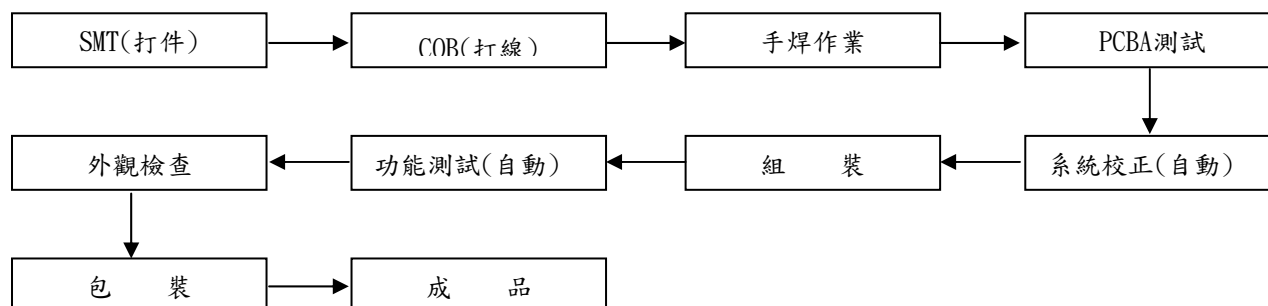 SMT(打件)
COB(打線)
手焊作業
PCBA測試
系統校正(自動)
組　　裝
功能測試(自動)
外觀檢查
包　　裝
成　　品